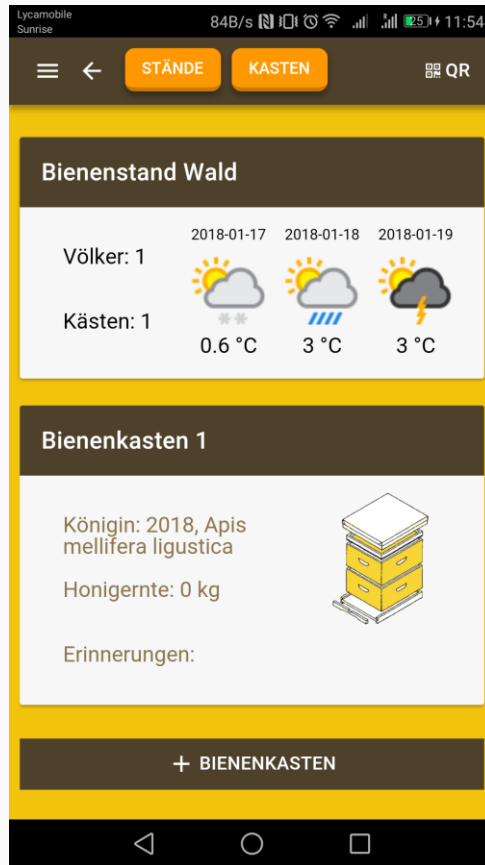 Lycamobile
Sunrise
84B/s 25 11:54
STÄNDE KASTEN QR
Bienenstand Wald
2018-01-17 2018-01-18 2018-01-19
Völker: 1
Kästen: 1
0.6 °C 3 °C 3 °C
Bienenkasten 1
Königin: 2018, Apis
mellifera ligustica
Honigernte: 0 kg
Erinnerungen:
+ BIENENKASTEN